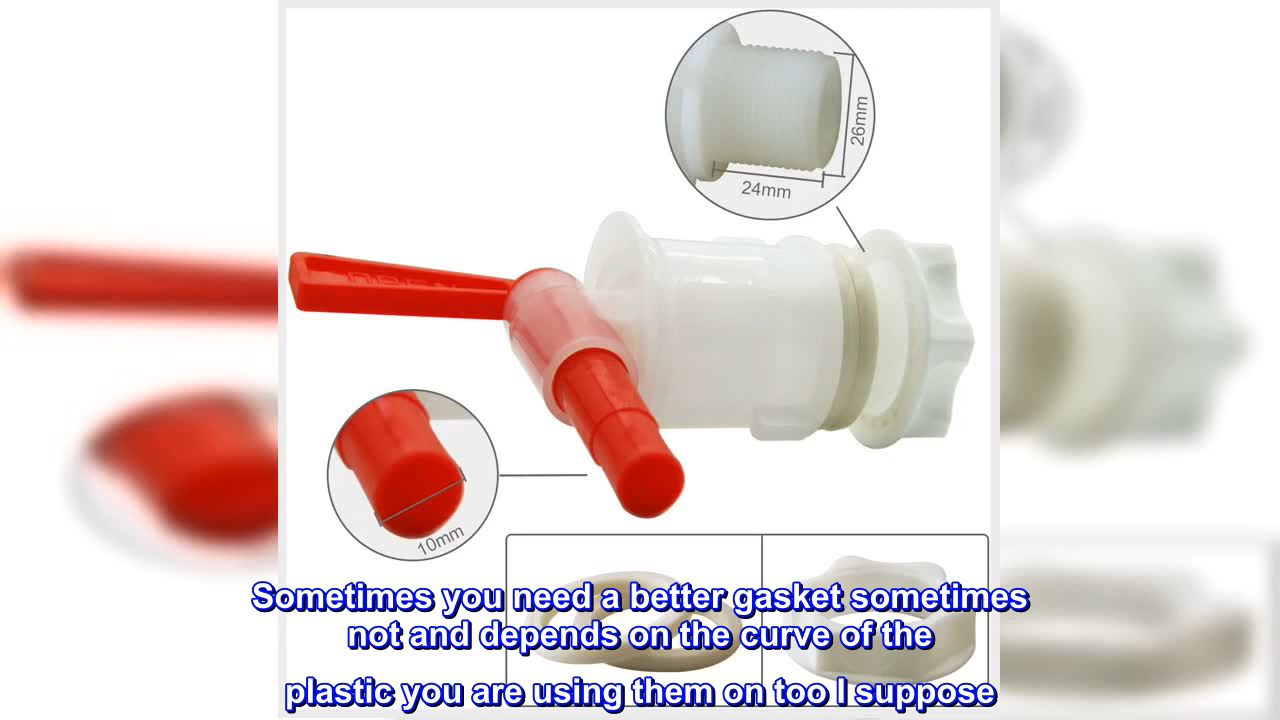 26mm
24mm
10mm
Sometimes you need a better gasket sometimes
not and depends on the curve of the
plastic you are using them on too I suppose